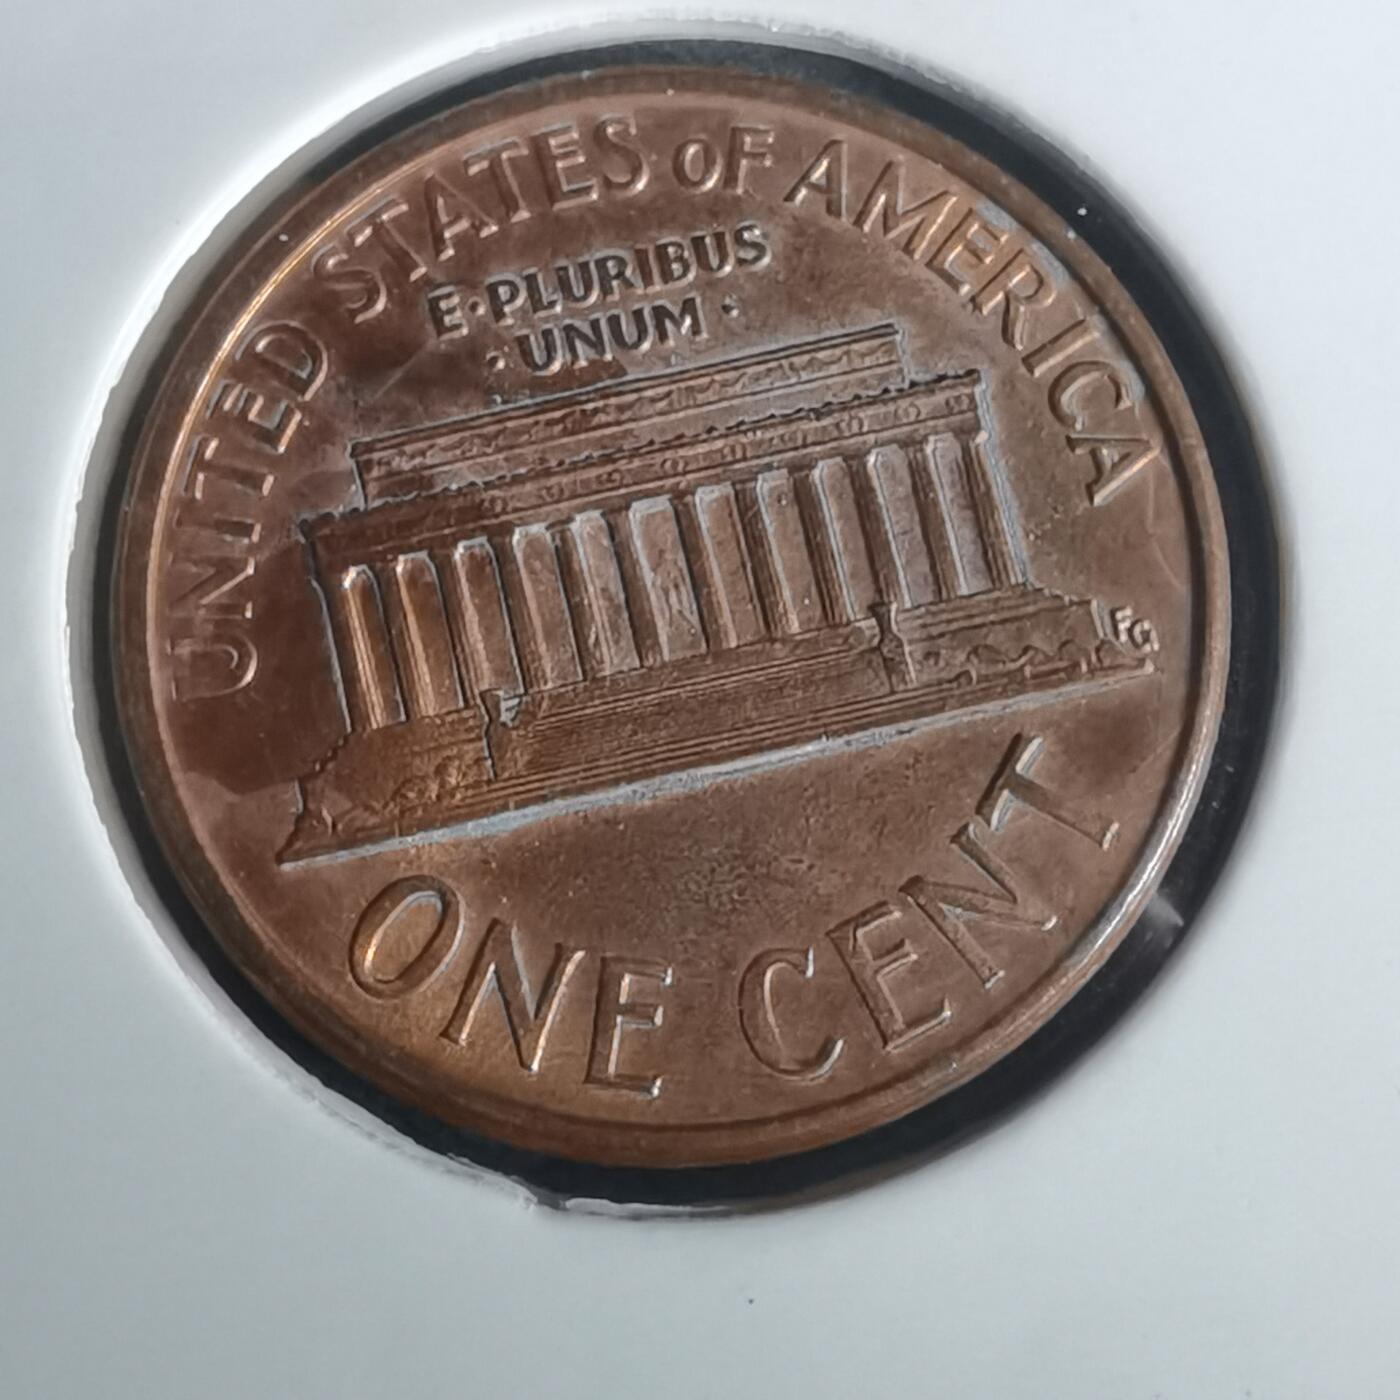 UNITED STATES OF AMERICA
E·PLURIBUS
·UNUM·
FG
ONE CENT